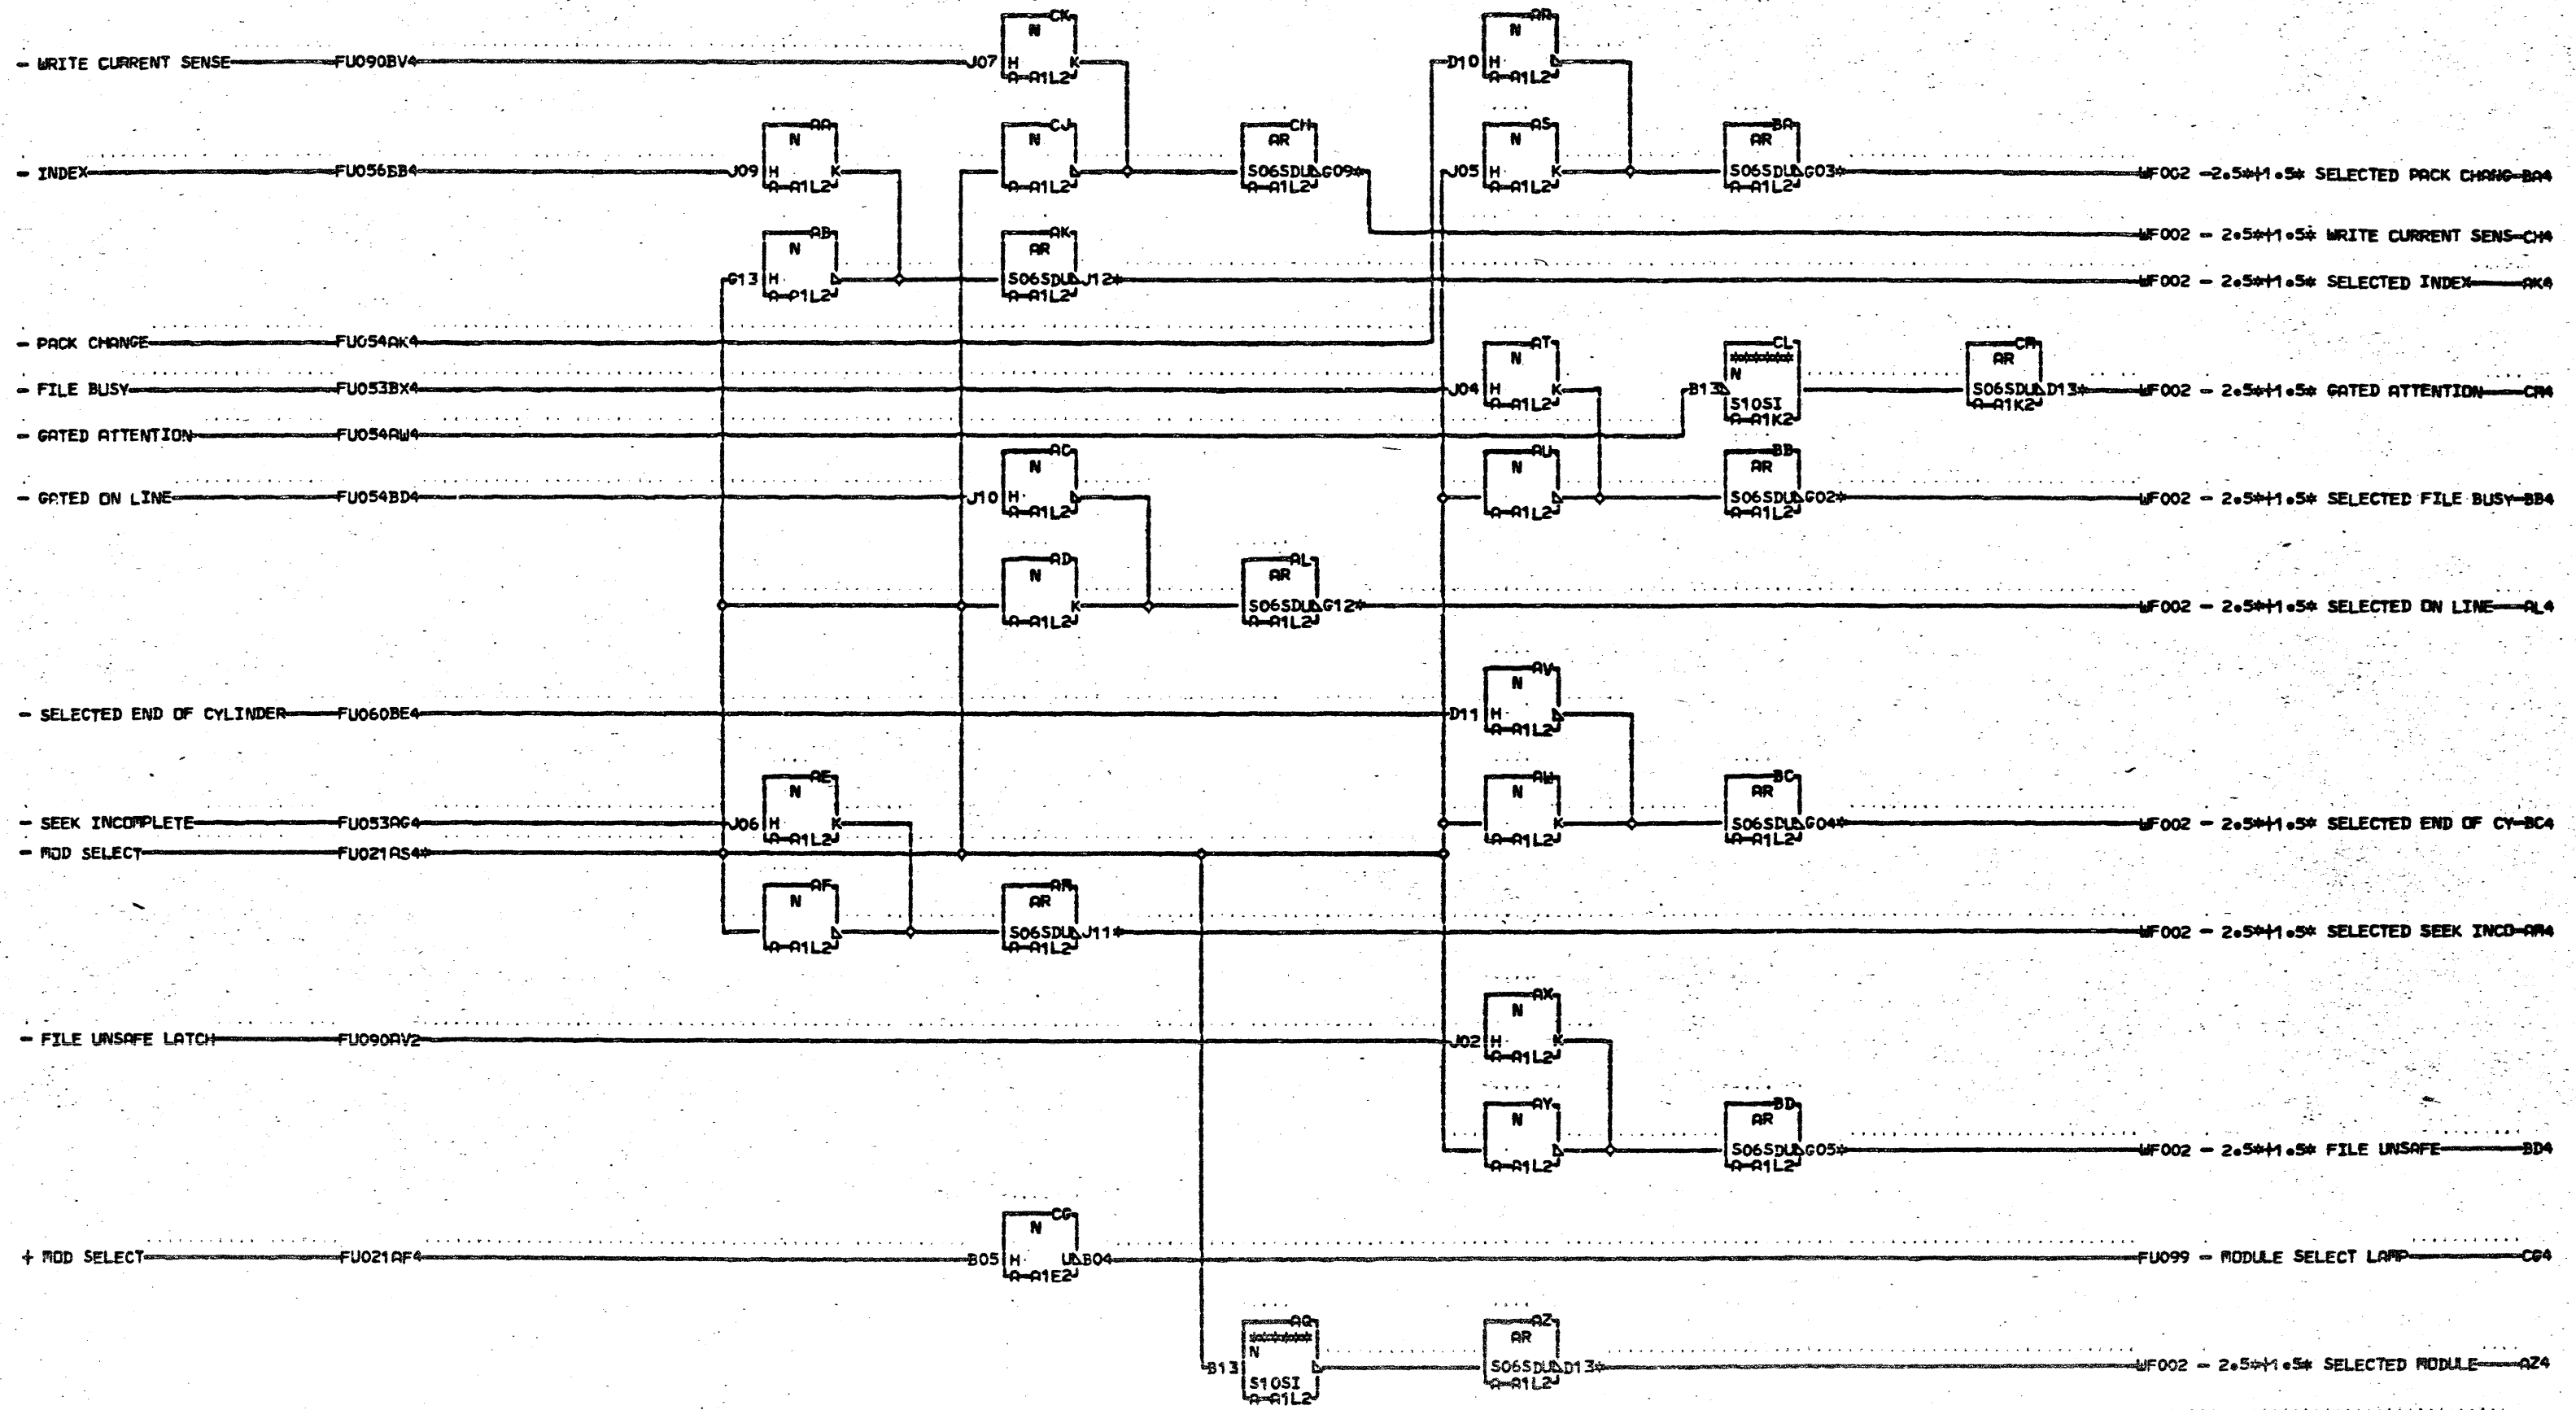 CK
N
- WRITE CURRENT SENSE FU090BV4 J07 H K
A-A1L2
AR
N
D10 H
A-A1L2
AA
N
- INDEX FU056BB4 J09 H K
A-A1L2
CJ
N
A-A1L2
CH
AR
S06SDU G09*
A-A1L2
AS
N
J05 H K
A-A1L2
BA
AR
S06SDU G03* WF002 -2.5*+1.5* SELECTED PACK CHANG BA4
A-A1L2
WF002 - 2.5*+1.5* WRITE CURRENT SENS CH4
AB
N
G13 H
A-A1L2
AK
AR
S06SDU J12* WF002 - 2.5*+1.5* SELECTED INDEX AK4
A-A1L2
- PACK CHANGE FU054AK4
AT
N
- FILE BUSY FU053BX4 J04 H K
A-A1L2
CL
*******
N
B13
S10SI
A-A1K2
CM
AR
S06SDU D13* WF002 - 2.5*+1.5* GATED ATTENTION CM4
A-A1K2
- GATED ATTENTION FU054AW4
AC
N
- GATED ON LINE FU054BD4 J10 H
A-A1L2
AU
N
A-A1L2
BB
AR
S06SDU G02* WF002 - 2.5*+1.5* SELECTED FILE BUSY BB4
A-A1L2
AD
N
K
A-A1L2
AL
AR
S06SDU G12* WF002 - 2.5*+1.5* SELECTED ON LINE AL4
A-A1L2
AV
N
- SELECTED END OF CYLINDER FU060BE4 D11 H
A-A1L2
AE
N
- SEEK INCOMPLETE FU053AG4 J06 H K
A-A1L2
AW
N
K
A-A1L2
BC
AR
S06SDU G04* WF002 - 2.5*+1.5* SELECTED END OF CY BC4
A-A1L2
- MOD SELECT FU021AS4*
AF
N
A-A1L2
AM
AR
S06SDU J11* WF002 - 2.5*+1.5* SELECTED SEEK INCO AM4
A-A1L2
AX
N
- FILE UNSAFE LATCH FU090AV2 J02 H K
A-A1L2
AY
N
A-A1L2
BD
AR
S06SDU G05* WF002 - 2.5*+1.5* FILE UNSAFE BD4
A-A1L2
CG
N
+ MOD SELECT FU021AF4 B05 H U B04 FU099 - MODULE SELECT LAMP CG4
A-A1E2
AQ
*******
N
B13
S10SI
A-A1L2
AZ
AR
S06SDU D13* WF002 - 2.5*+1.5* SELECTED MODULE AZ4
A-A1L2